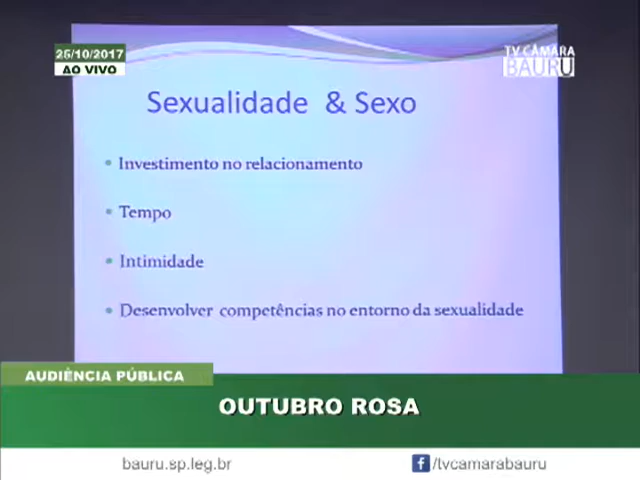 25/10/2017
AO VIVO
TV CÂMARA
BAURU
Sexualidade & Sexo
• Investimento no relacionamento
• Tempo
• Intimidade
• Desenvolver competências no entorno da sexualidade
AUDIÊNCIA PÚBLICA
OUTUBRO ROSA
bauru.sp.leg.br
/tvcamarabauru